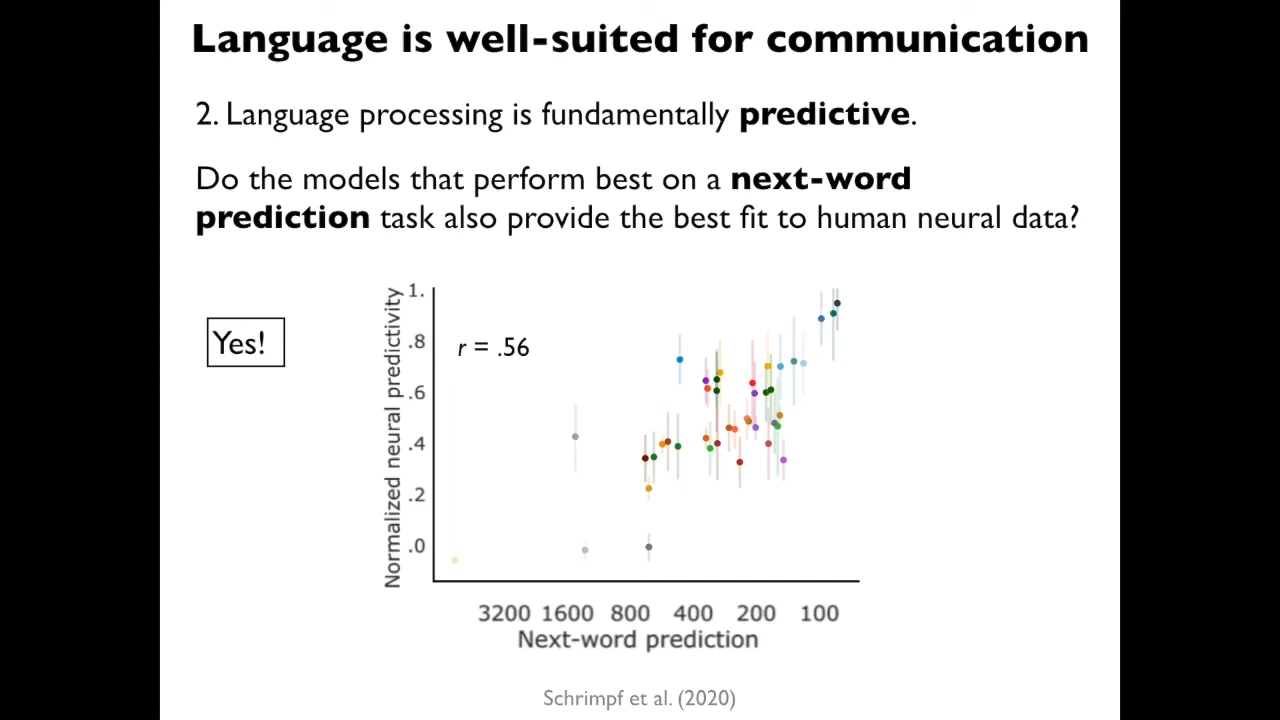 Language is well-suited for communication
2. Language processing is fundamentally predictive.
Do the models that perform best on a next-word
prediction task also provide the best fit to human neural data?
Yes!
Normalized neural predictivity
1.
.8
.6
.4
.2
.0
r = .56
3200 1600 800 400 200 100
Next-word prediction
Schrimpf et al. (2020)